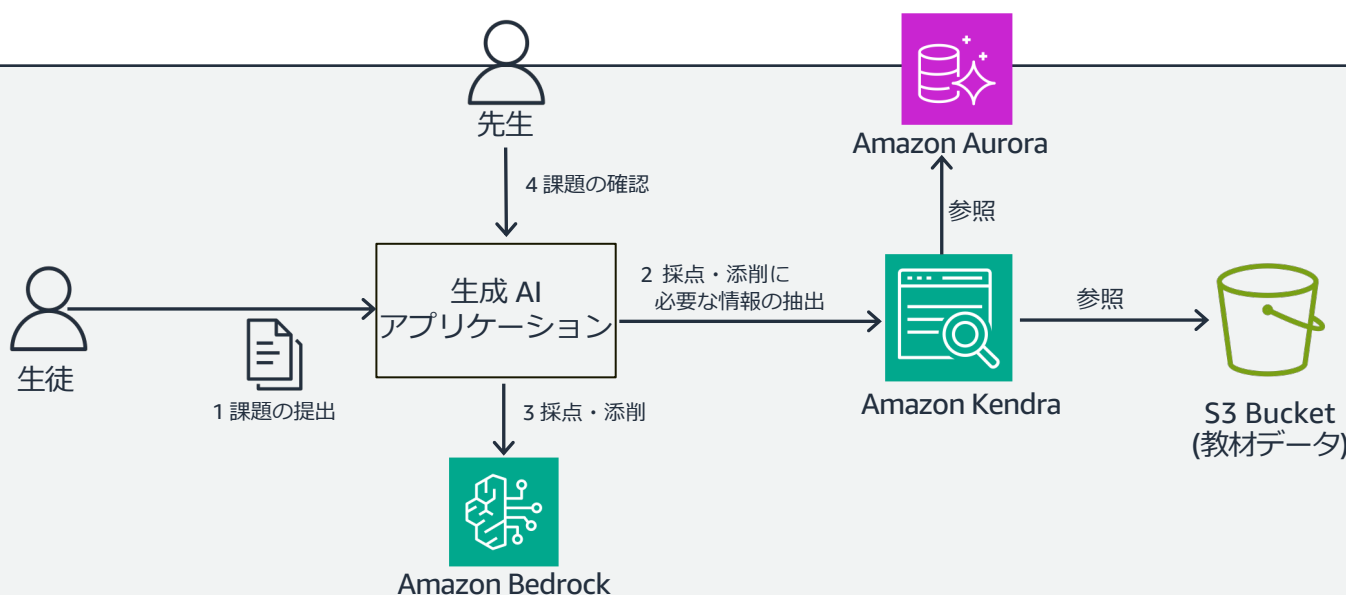 先生
Amazon Aurora
4 課題の確認
参照
生成 AI
アプリケーション
2 採点・添削に
必要な情報の抽出
参照
生徒
1 課題の提出
3 採点・添削
Amazon Kendra
S3 Bucket
(教材データ)
Amazon Bedrock